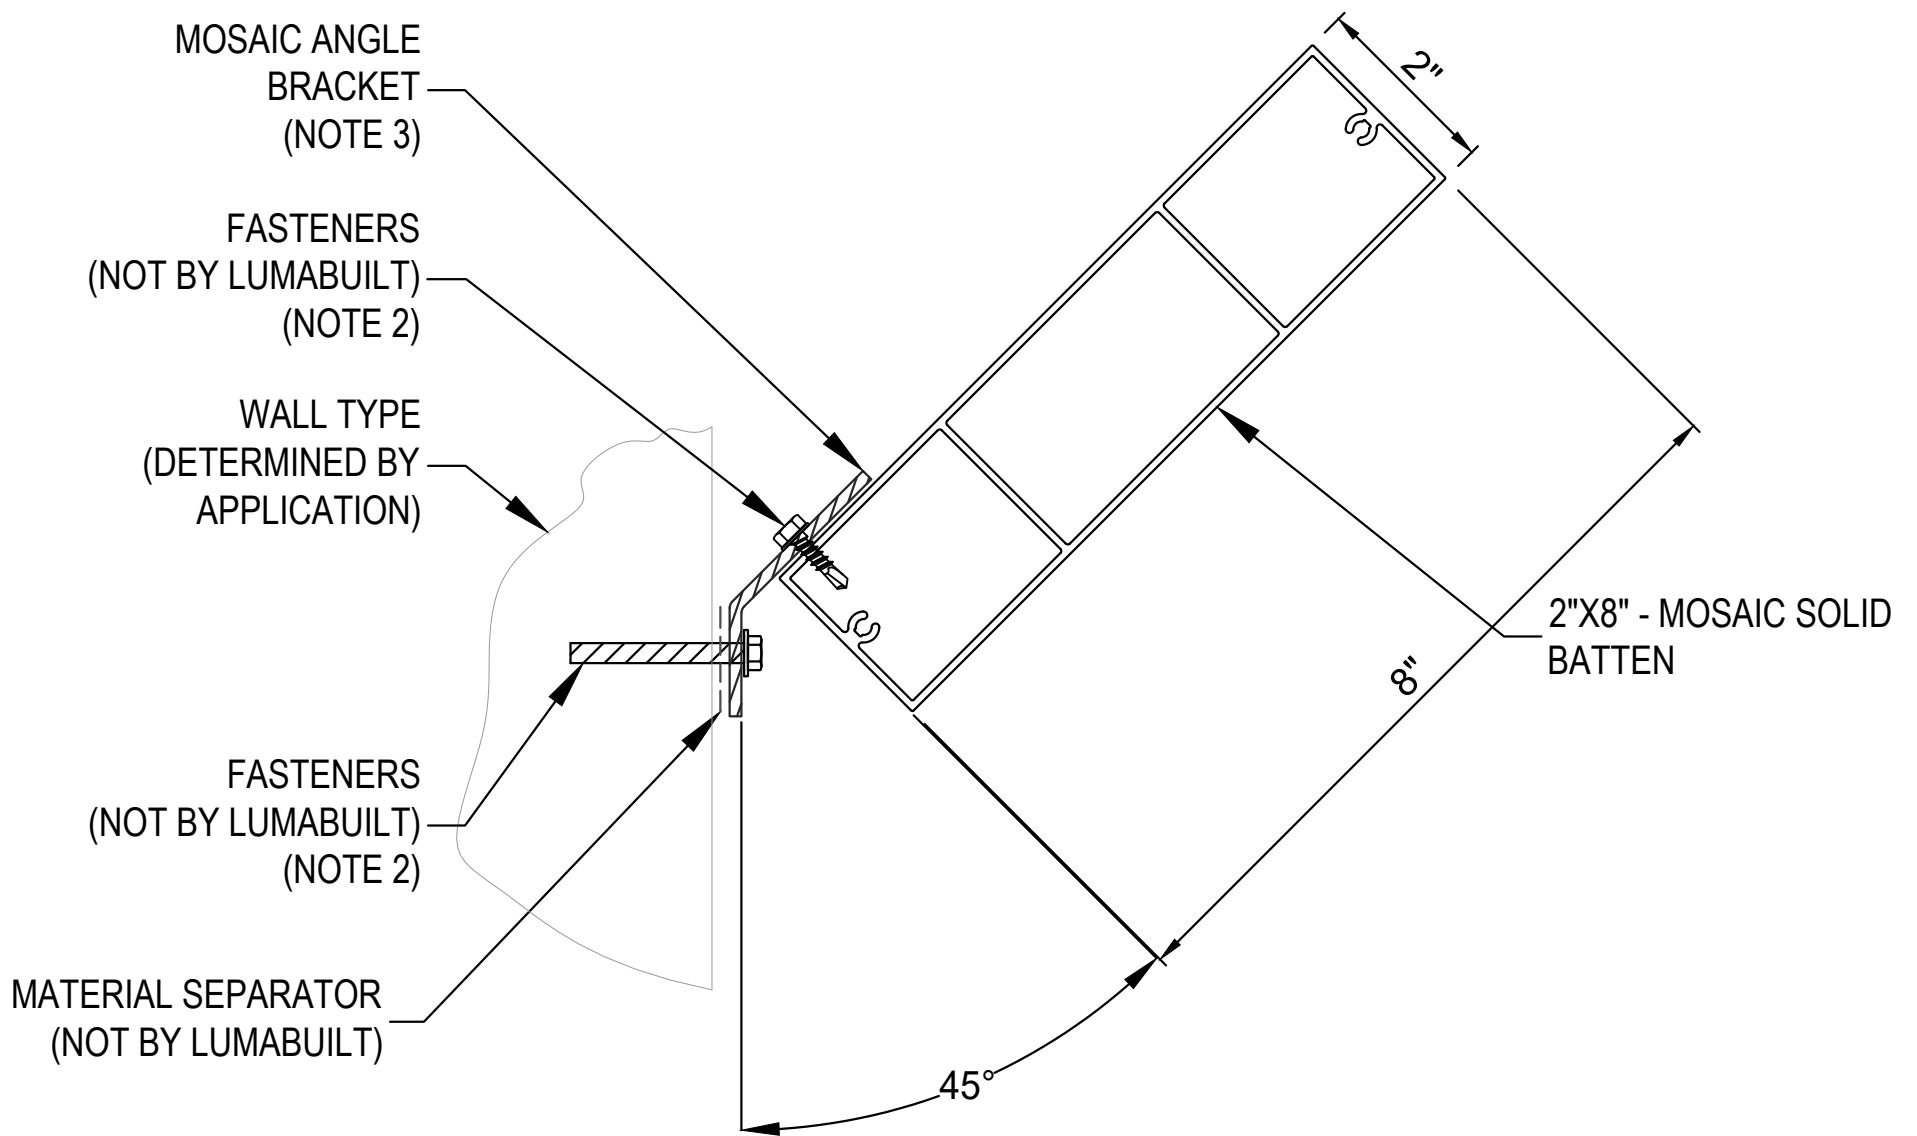 MOSAIC ANGLE
BRACKET
(NOTE 3)
FASTENERS
(NOT BY LUMABUILT)
(NOTE 2)
WALL TYPE
(DETERMINED BY
APPLICATION)
FASTENERS
(NOT BY LUMABUILT)
(NOTE 2)
MATERIAL SEPARATOR
(NOT BY LUMABUILT)
2"
2"X8" - MOSAIC SOLID
BATTEN
8"
45°